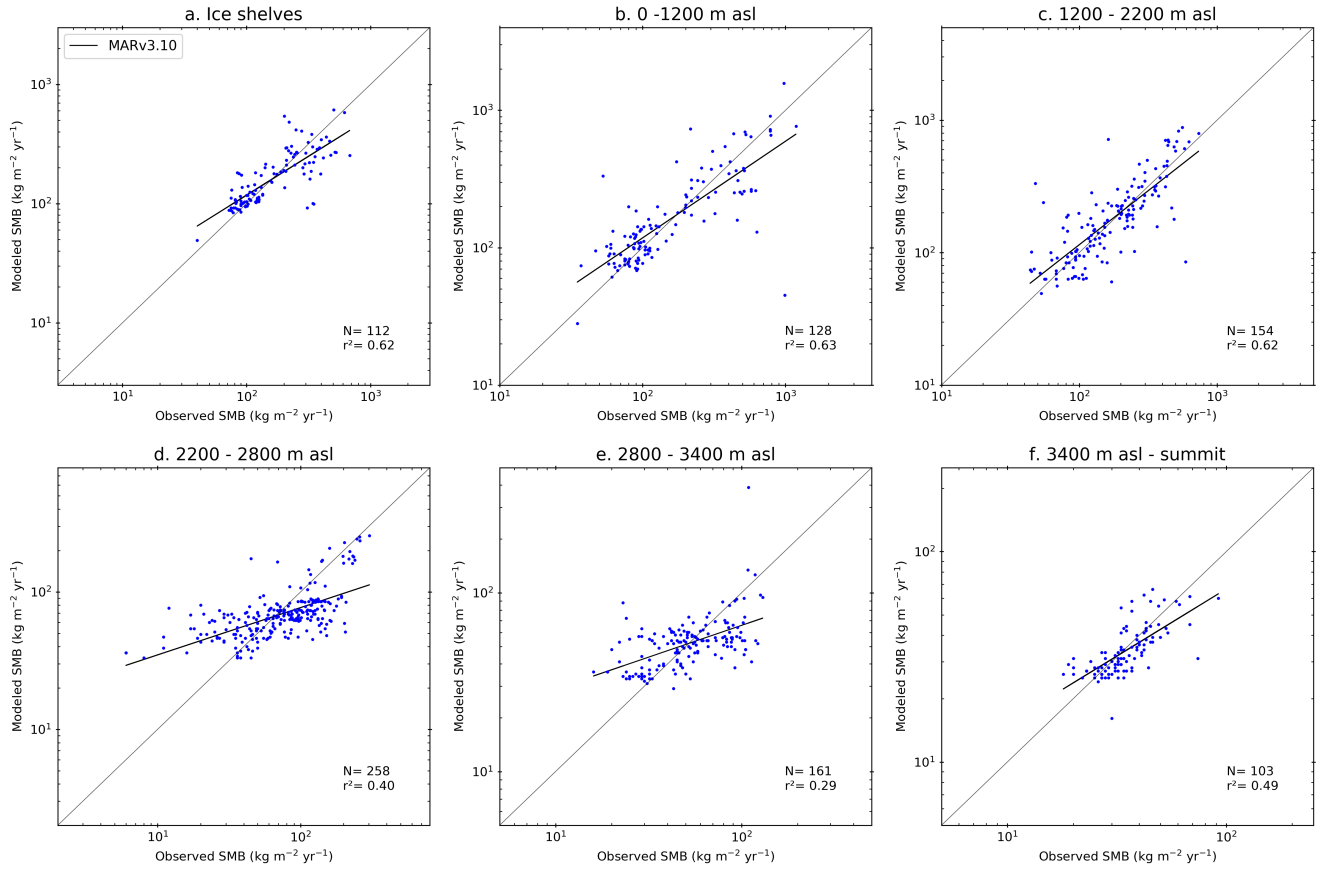 a. Ice shelves
MARv3.10
10³
10²
10¹
Modeled SMB (kg m⁻² yr⁻¹)
N= 112
r²= 0.62
10¹ 10² 10³
Observed SMB (kg m⁻² yr⁻¹)
b. 0 -1200 m asl
10³
10²
10¹
Modeled SMB (kg m⁻² yr⁻¹)
N= 128
r²= 0.63
10¹ 10² 10³
Observed SMB (kg m⁻² yr⁻¹)
c. 1200 - 2200 m asl
10³
10²
10¹
Modeled SMB (kg m⁻² yr⁻¹)
N= 154
r²= 0.62
10¹ 10² 10³
Observed SMB (kg m⁻² yr⁻¹)
d. 2200 - 2800 m asl
10²
10¹
Modeled SMB (kg m⁻² yr⁻¹)
N= 258
r²= 0.40
10¹ 10²
Observed SMB (kg m⁻² yr⁻¹)
e. 2800 - 3400 m asl
10²
10¹
Modeled SMB (kg m⁻² yr⁻¹)
N= 161
r²= 0.29
10¹ 10²
Observed SMB (kg m⁻² yr⁻¹)
f. 3400 m asl - summit
10²
10¹
Modeled SMB (kg m⁻² yr⁻¹)
N= 103
r²= 0.49
10¹ 10²
Observed SMB (kg m⁻² yr⁻¹)